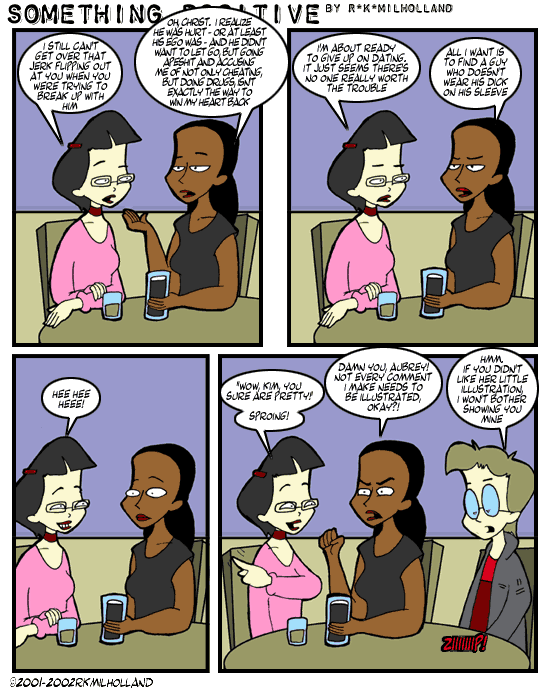 SOMETHING POSITIVE BY R*K*MILHOLLAND
I STILL CAN'T
GET OVER THAT
JERK FLIPPING OUT
AT YOU WHEN YOU
WERE TRYING TO
BREAK UP WITH
HIM
OH, CHRIST. I REALIZE
HE WAS HURT - OR AT LEAST
HIS EGO WAS - AND HE DIDN'T
WANT TO LET GO, BUT GOING
APESHIT AND ACCUSING
ME OF NOT ONLY CHEATING,
BUT DOING DRUGS, ISN'T
EXACTLY THE WAY TO
WIN MY HEART BACK
I'M ABOUT READY
TO GIVE UP ON DATING.
IT JUST SEEMS THERE'S
NO ONE REALLY WORTH
THE TROUBLE
ALL I WANT IS
TO FIND A GUY
WHO DOESN'T
WEAR HIS DICK
ON HIS SLEEVE
HEE HEE
HEEE!
"WOW, KIM, YOU
SURE ARE PRETTY!"
SPROING!
DAMN YOU, AUBREY!
NOT EVERY COMMENT
I MAKE NEEDS TO
BE ILLUSTRATED,
OKAY?!
HMM.
IF YOU DIDN'T
LIKE HER LITTLE
ILLUSTRATION,
I WON'T BOTHER
SHOWING YOU
MINE
ZIIIIIP!
©2001-2002RKMILHOLLAND